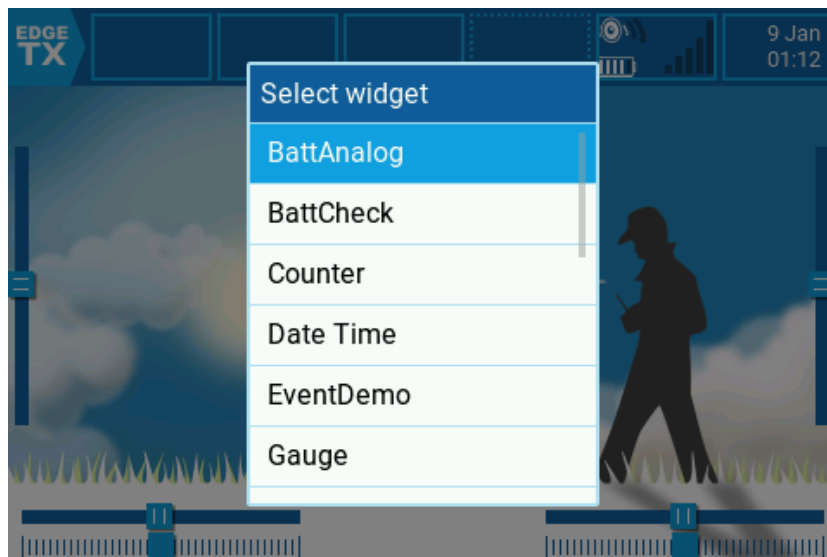 EDGE
TX
9 Jan
01:12
Select widget
BattAnalog
BattCheck
Counter
Date Time
EventDemo
Gauge